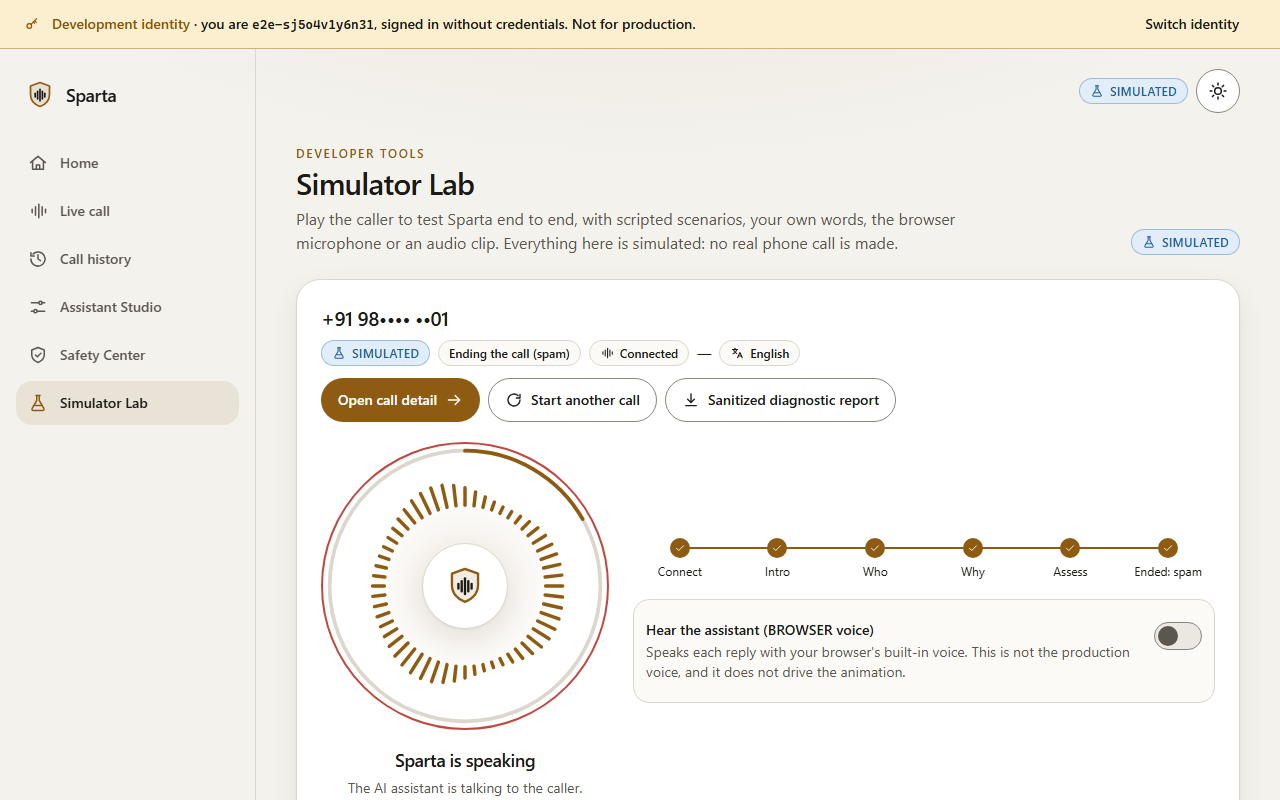 Development identity · you are e2e-sj5o4v1y6n31, signed in without credentials. Not for production.
Switch identity
Sparta
SIMULATED
Home
Live call
Call history
Assistant Studio
Safety Center
Simulator Lab
DEVELOPER TOOLS
Simulator Lab
Play the caller to test Sparta end to end, with scripted scenarios, your own words, the browser
microphone or an audio clip. Everything here is simulated: no real phone call is made.
SIMULATED
+91 98•••• ••01
SIMULATED
Ending the call (spam)
Connected
—
English
Open call detail
Start another call
Sanitized diagnostic report
Connect
Intro
Who
Why
Assess
Ended: spam
Hear the assistant (BROWSER voice)
Speaks each reply with your browser's built-in voice. This is not the production
voice, and it does not drive the animation.
Sparta is speaking
The AI assistant is talking to the caller.